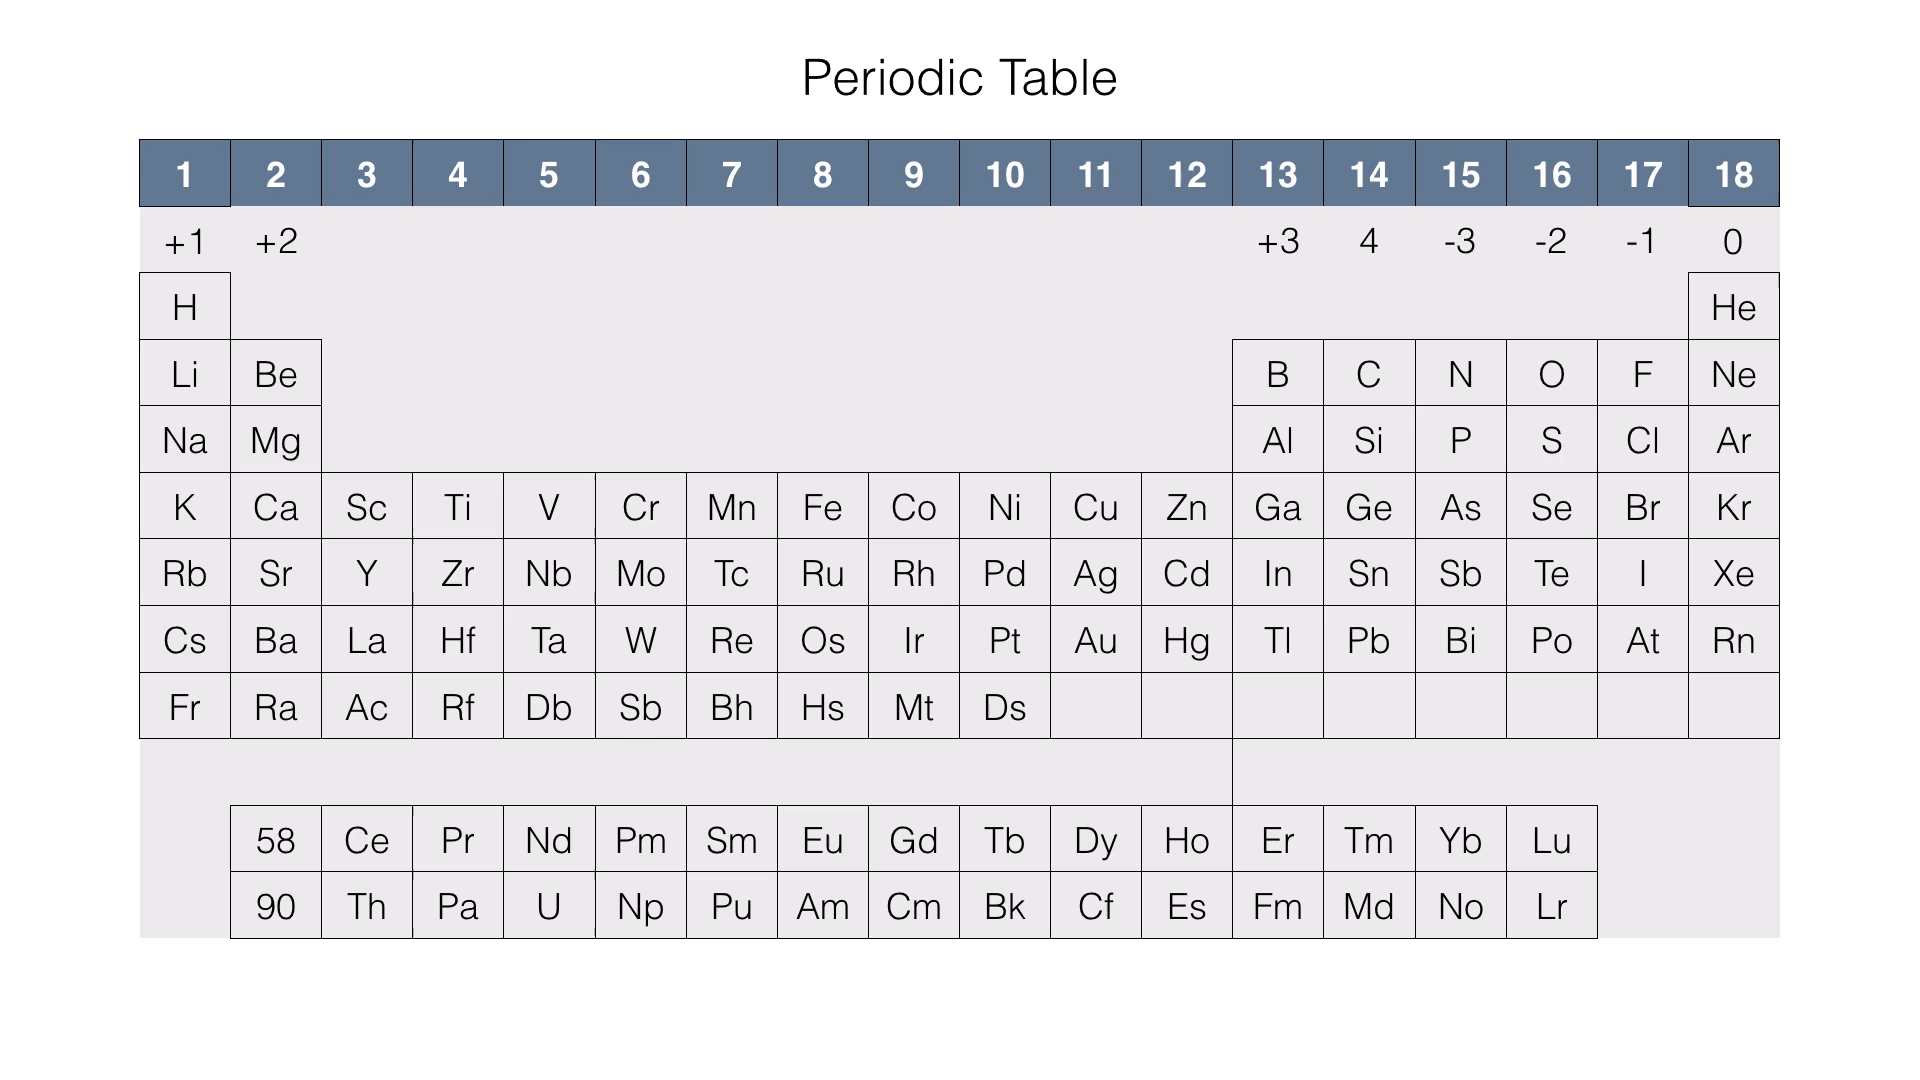 Periodic Table
1 2 3 4 5 6 7 8 9 10 11 12 13 14 15 16 17 18
+1 +2 +3 4 -3 -2 -1 0
H He
Li Be B C N O F Ne
Na Mg Al Si P S Cl Ar
K Ca Sc Ti V Cr Mn Fe Co Ni Cu Zn Ga Ge As Se Br Kr
Rb Sr Y Zr Nb Mo Tc Ru Rh Pd Ag Cd In Sn Sb Te I Xe
Cs Ba La Hf Ta W Re Os Ir Pt Au Hg Tl Pb Bi Po At Rn
Fr Ra Ac Rf Db Sb Bh Hs Mt Ds
58 Ce Pr Nd Pm Sm Eu Gd Tb Dy Ho Er Tm Yb Lu
90 Th Pa U Np Pu Am Cm Bk Cf Es Fm Md No Lr